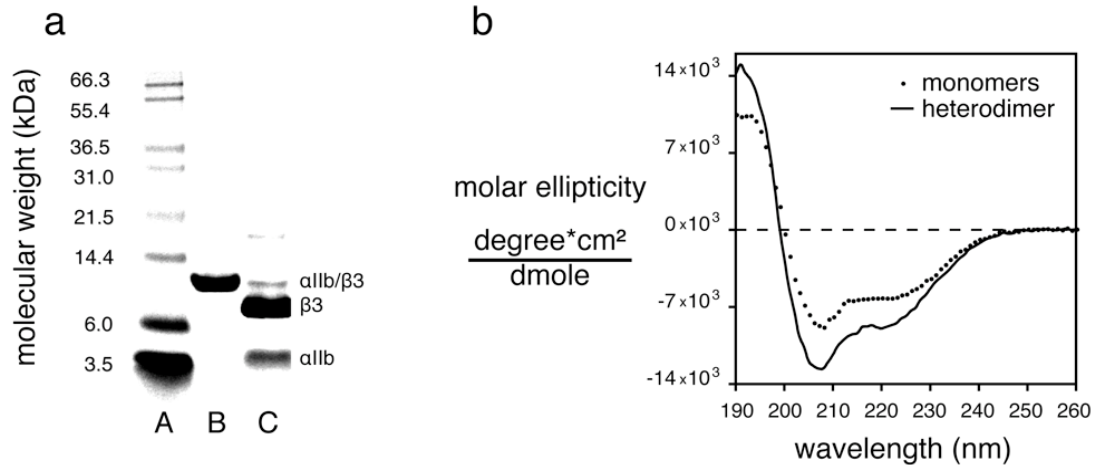 a
molecular weight (kDa)
66.3
55.4
36.5
31.0
21.5
14.4
6.0
3.5
αIIb/β3
β3
αIIb
A B C
b
molar ellipticity
degree*cm²
dmole
14×10³
7×10³
0×10³
-7×10³
-14×10³
monomers
heterodimer
190 200 210 220 230 240 250 260
wavelength (nm)